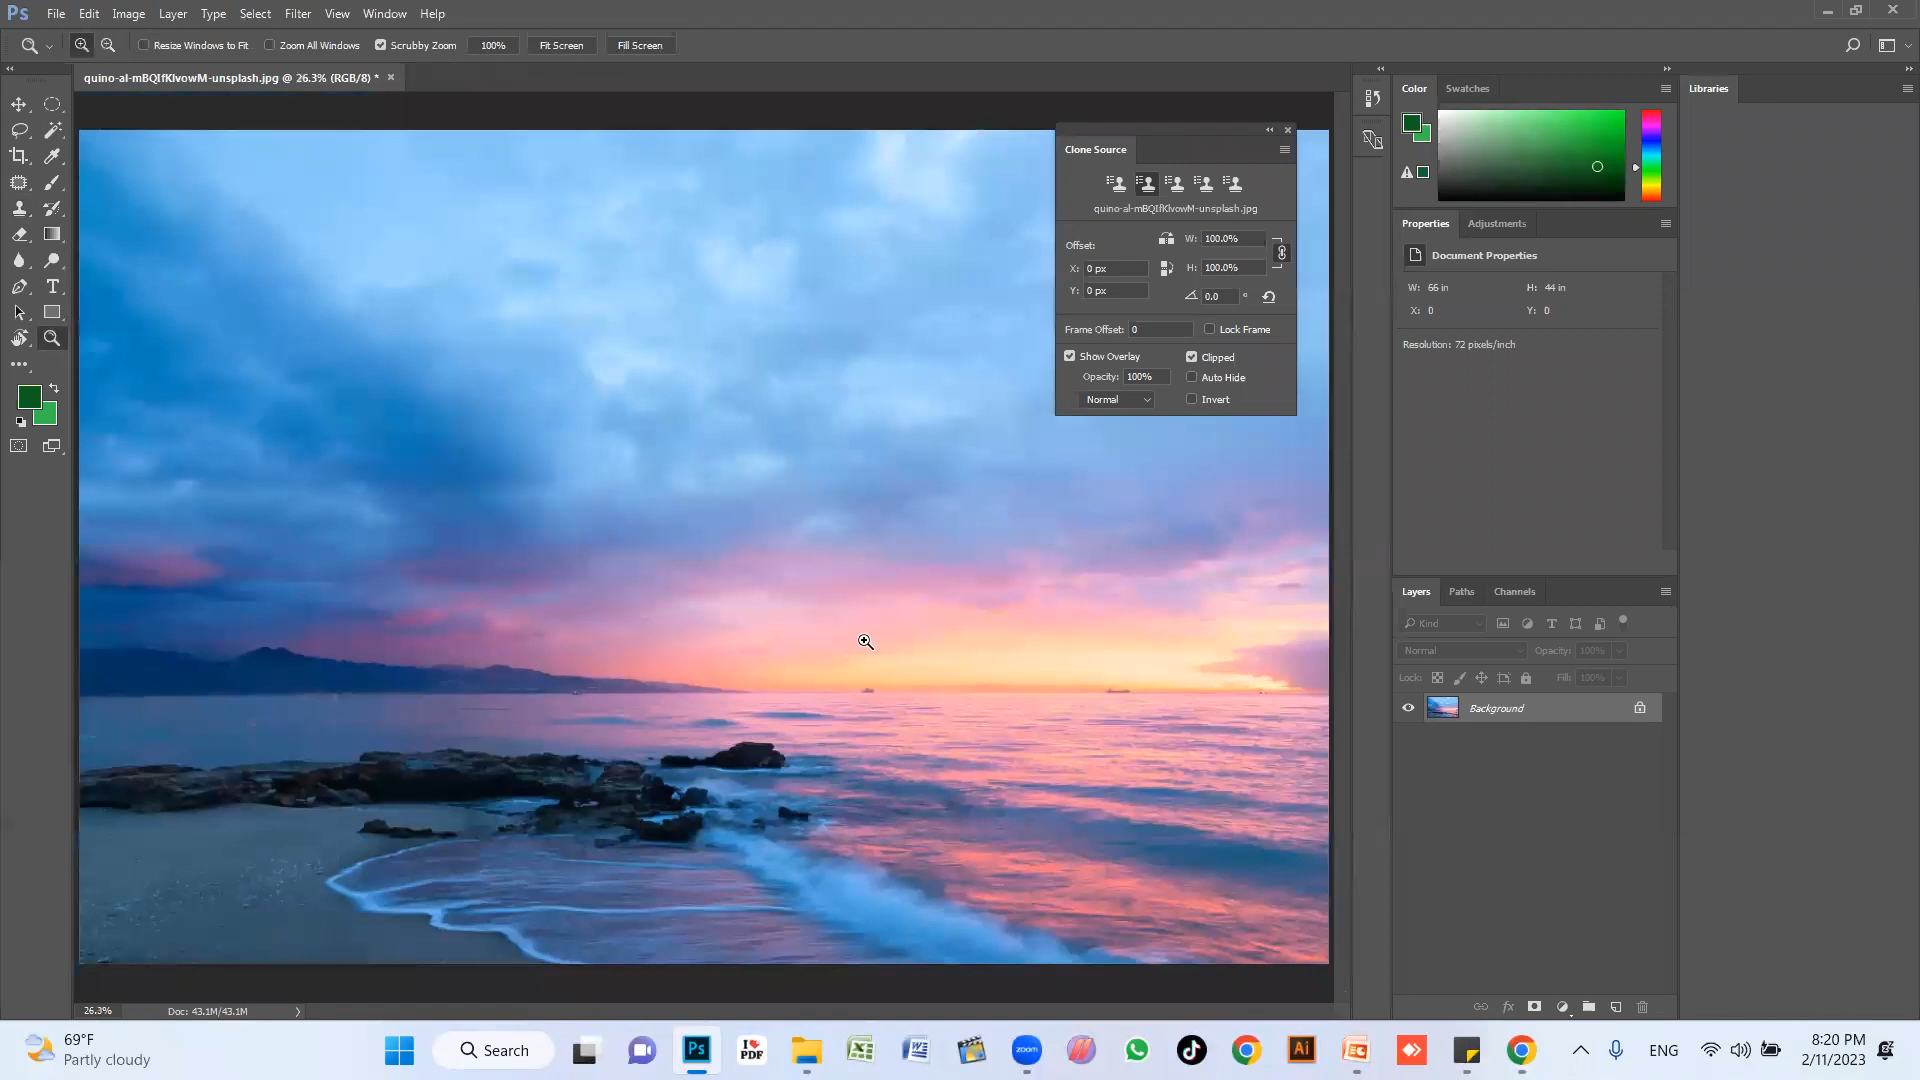 Ps File Edit Image Layer Type Select Filter View Window Help
Resize Windows to Fit Zoom All Windows Scrubby Zoom 100% Fit Screen Fill Screen
quino-al-mBQIfKlvowM-unsplash.jpg @ 26.3% (RGB/8) * ×
Clone Source
quino-al-mBQIfKlvowM-unsplash.jpg
Offset: W: 100.0%
X: 0 px H: 100.0%
Y: 0 px 0.0 °
Frame Offset: 0 Lock Frame
Show Overlay Clipped
Opacity: 100% Auto Hide
Normal Invert
Color Swatches
Libraries
Properties Adjustments
Document Properties
W: 66 in H: 44 in
X: 0 Y: 0
Resolution: 72 pixels/inch
Layers Paths Channels
Kind
Normal Opacity: 100%
Lock: Fill: 100%
Background
26.3% Doc: 43.1M/43.1M
69°F
Partly cloudy
Search
Ps
I ♥ PDF
zoom
Ai
EC
ENG
8:20 PM
2/11/2023